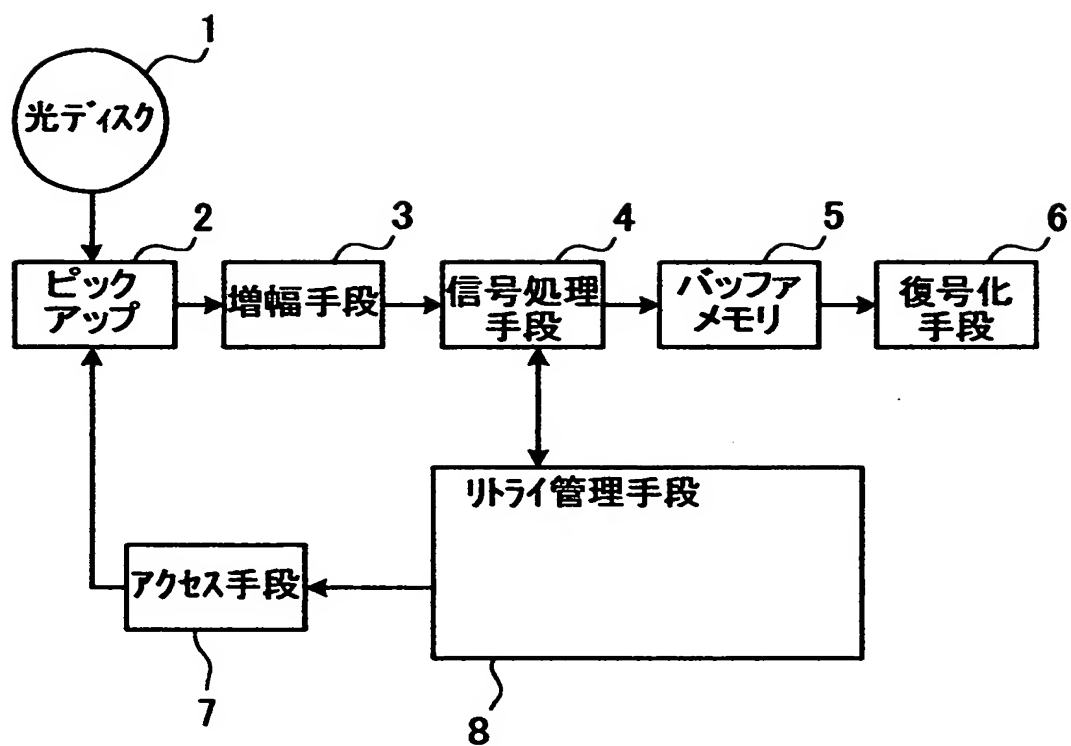 1
光ディスク
2
ピック
アップ
3
増幅手段
4
信号処理
手段
5
バッファ
メモリ
6
復号化
手段
リトライ管理手段
アクセス手段
7
8